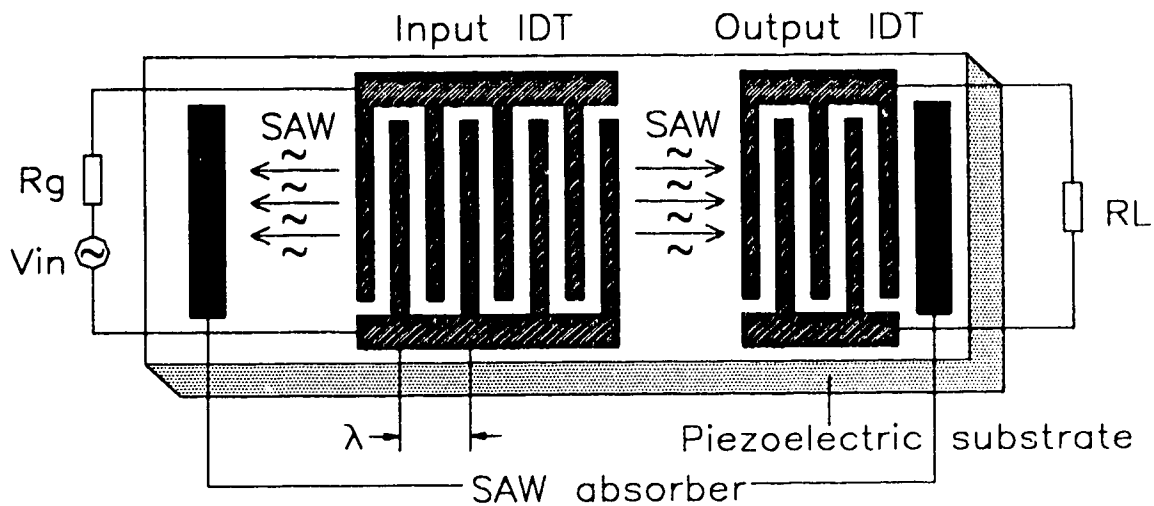 Input IDT
Output IDT
SAW
SAW
Rg
Vin
RL
λ
Piezoelectric substrate
SAW absorber